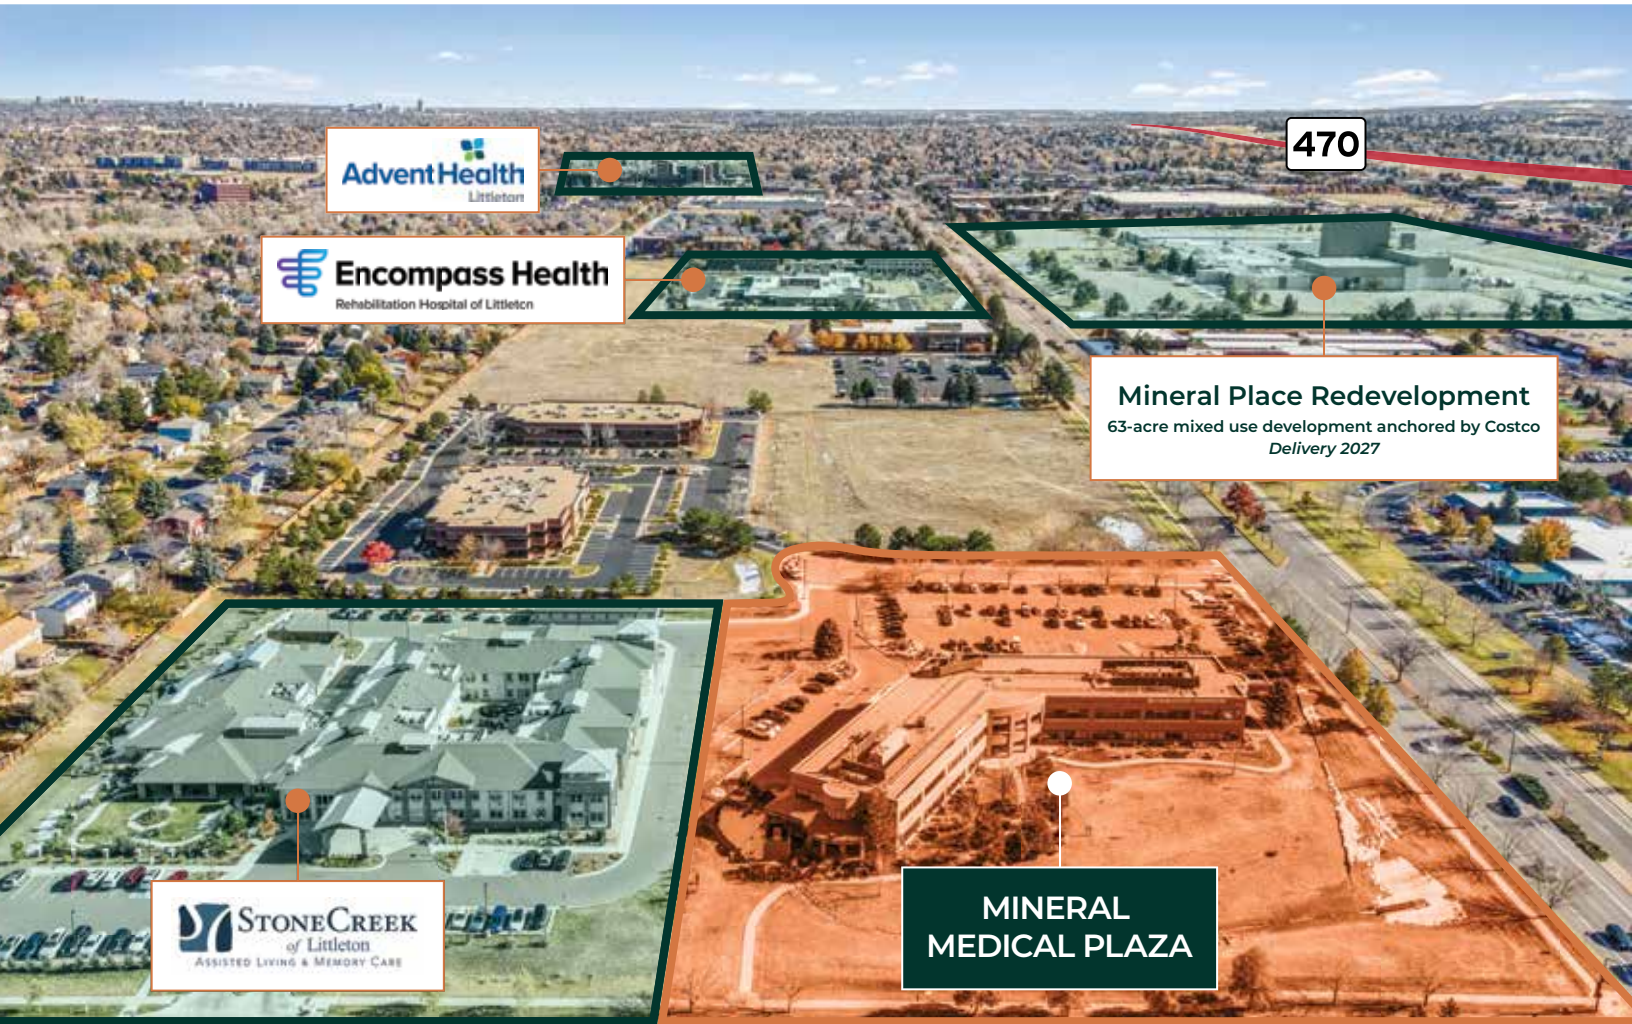 470
AdventHealth
Littleton
Encompass Health
Rehabilitation Hospital of Littleton
Mineral Place Redevelopment
63-acre mixed use development anchored by Costco
Delivery 2027
STONECREEK
of Littleton
ASSISTED LIVING & MEMORY CARE
MINERAL
MEDICAL PLAZA